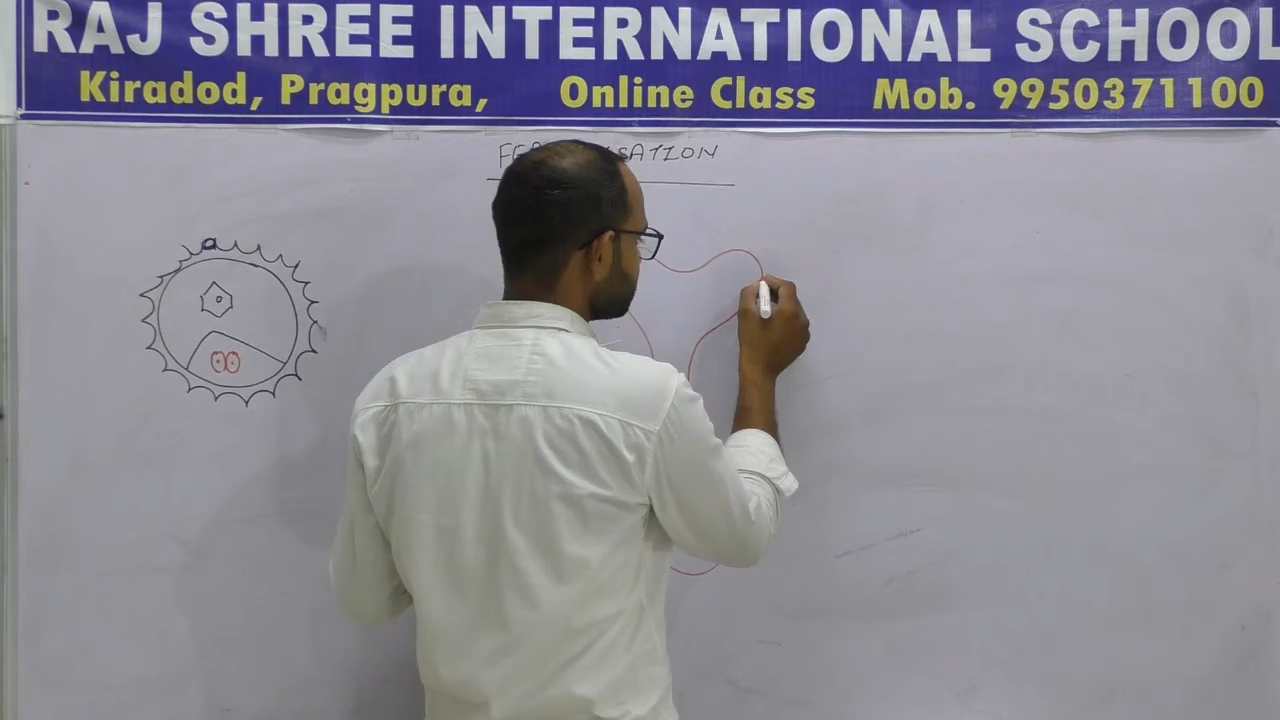 RAJ SHREE INTERNATIONAL SCHOOL
Kiradod, Pragpura, Online Class Mob. 9950371100